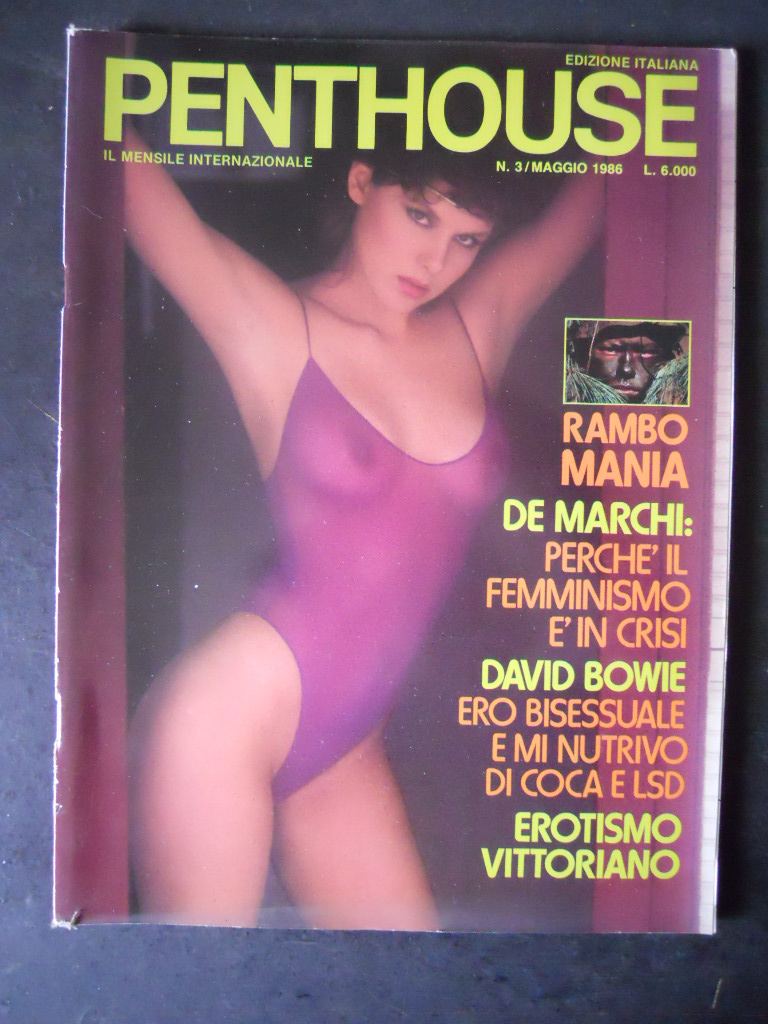 EDIZIONE ITALIANA
PENTHOUSE
IL MENSILE INTERNAZIONALE
N. 3/MAGGIO 1986 L. 6.000
RAMBO
MANIA
DE MARCHI:
PERCHE' IL
FEMMINISMO
E' IN CRISI
DAVID BOWIE
ERO BISESSUALE
E MI NUTRIVO
DI COCA E LSD
EROTISMO
VITTORIANO